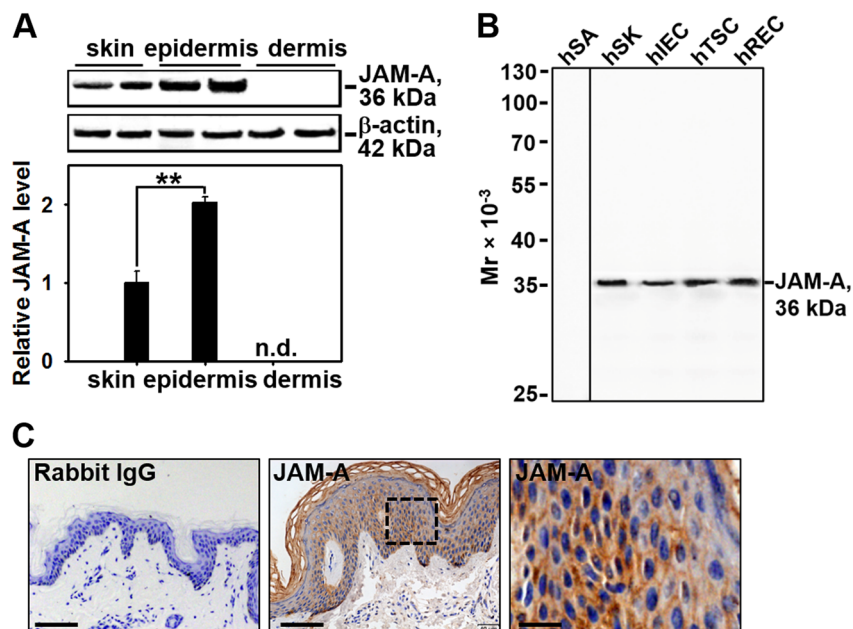 A
skin epidermis dermis
JAM-A,
36 kDa
β-actin,
42 kDa
Relative JAM-A level
2
1
0
**
n.d.
skin epidermis dermis
B
hSA
hSK
hIEC
hTSC
hREC
Mr × 10-3
130
100
70
55
40
35
25
JAM-A,
36 kDa
C
Rabbit IgG
JAM-A
JAM-A